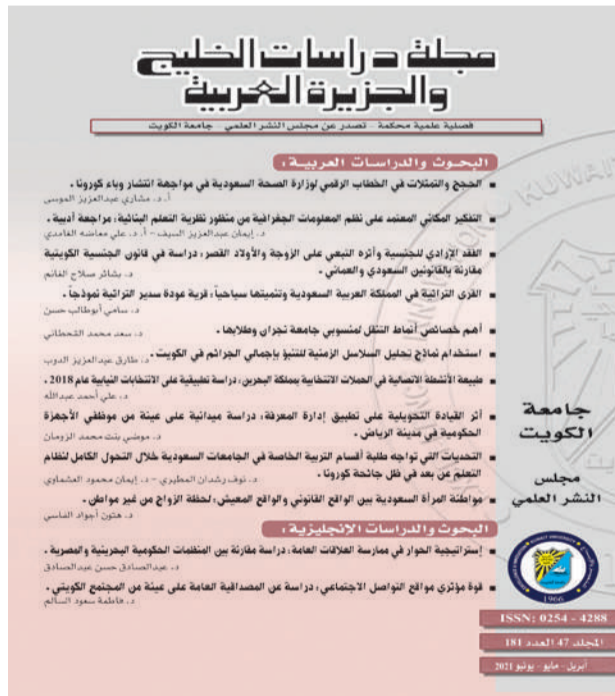 مجلة دراسات الخليج
والجزيرة العربية
فصلية علمية محكمة - تصدر عن مجلس النشر العلمي - جامعة الكويت
البحوث والدراسات العربية:
■ الحجج والتمثلات في الخطاب الرقمي لوزارة الصحة السعودية في مواجهة انتشار وباء كورونا .
أ. د. مشاري عبدالعزيز الموسى
■ التفكير المكاني المعتمد على نظم المعلومات الجغرافية من منظور نظرية التعلم البنائية: مراجعة أدبية .
د. إيمان عبدالعزيز السيف - أ. د. علي معاضه الغامدي
■ الفقد الإرادي للجنسية وأثره التبعي على الزوجة والأولاد القصر: دراسة في قانون الجنسية الكويتية
مقارنة بالقانونين السعودي والعماني .
د. بشائر صلاح الغانم
■ القرى التراثية في المملكة العربية السعودية وتنميتها سياحياً: قرية عودة سدير التراثية نموذجاً .
د. سامي أبوطالب حسن
■ أهم خصائص أنماط التنقل لمنسوبي جامعة نجران وطلابها .
د. سعد محمد القحطاني
■ استخدام نماذج تحليل السلاسل الزمنية للتنبؤ بإجمالي الجرائم في الكويت .
د. طارق عبدالعزيز الدوب
■ طبيعة الأنشطة الاتصالية في الحملات الانتخابية بمملكة البحرين: دراسة تطبيقية على الانتخابات النيابية عام 2018 .
د. علي أحمد عبدالله
■ أثر القيادة التحويلية على تطبيق إدارة المعرفة: دراسة ميدانية على عينة من موظفي الأجهزة
الحكومية في مدينة الرياض .
د. موضي بنت محمد الزومان
■ التحديات التي تواجه طلبة أقسام التربية الخاصة في الجامعات السعودية خلال التحول الكامل لنظام
التعلم عن بعد في ظل جائحة كورونا .
د. نوف رشدان المطيري - د. إيمان محمود العشماوي
■ مواطنة المرأة السعودية بين الواقع القانوني والواقع المعيش: لحظة الزواج من غير مواطن .
د. هتون أجواد الفاسي
البحوث والدراسات الإنجليزية:
■ إستراتيجية الحوار في ممارسة العلاقات العامة: دراسة مقارنة بين المنظمات الحكومية البحرينية والمصرية .
د. عبدالصادق حسن عبدالصادق
■ قوة مؤثري مواقع التواصل الاجتماعي: دراسة عن المصداقية العامة على عينة من المجتمع الكويتي .
د. فاطمة سعود السالم
جامعة
الكويت
مجلس
النشر العلمي
1966
ISSN: 0254 - 4288
المجلد 47 العدد 181
أبريل - مايو - يونيو 2021